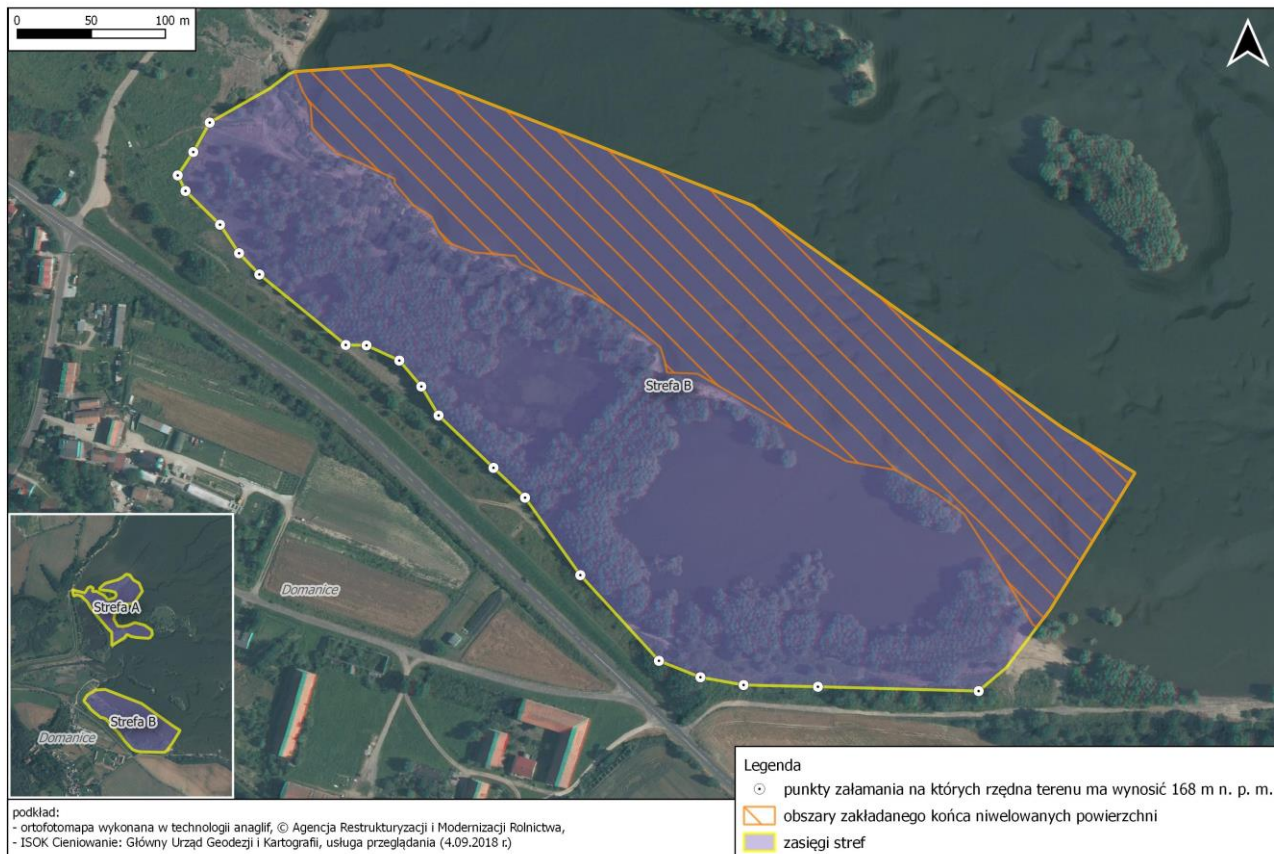 0 50 100 m
Strefa B
Domanice
Strefa A
Strefa B
Domanice
Legenda
punkty załamania na których rzędna terenu ma wynosić 168 m n. p. m.
obszary zakładanego końca niwelowanych powierzchni
zasięgi stref
podkład:
- ortofotomapa wykonana w technologii anaglif, © Agencja Restrukturyzacji i Modernizacji Rolnictwa,
- ISOK Cieniowanie: Główny Urząd Geodezji i Kartografii, usługa przeglądania (4.09.2018 r.)